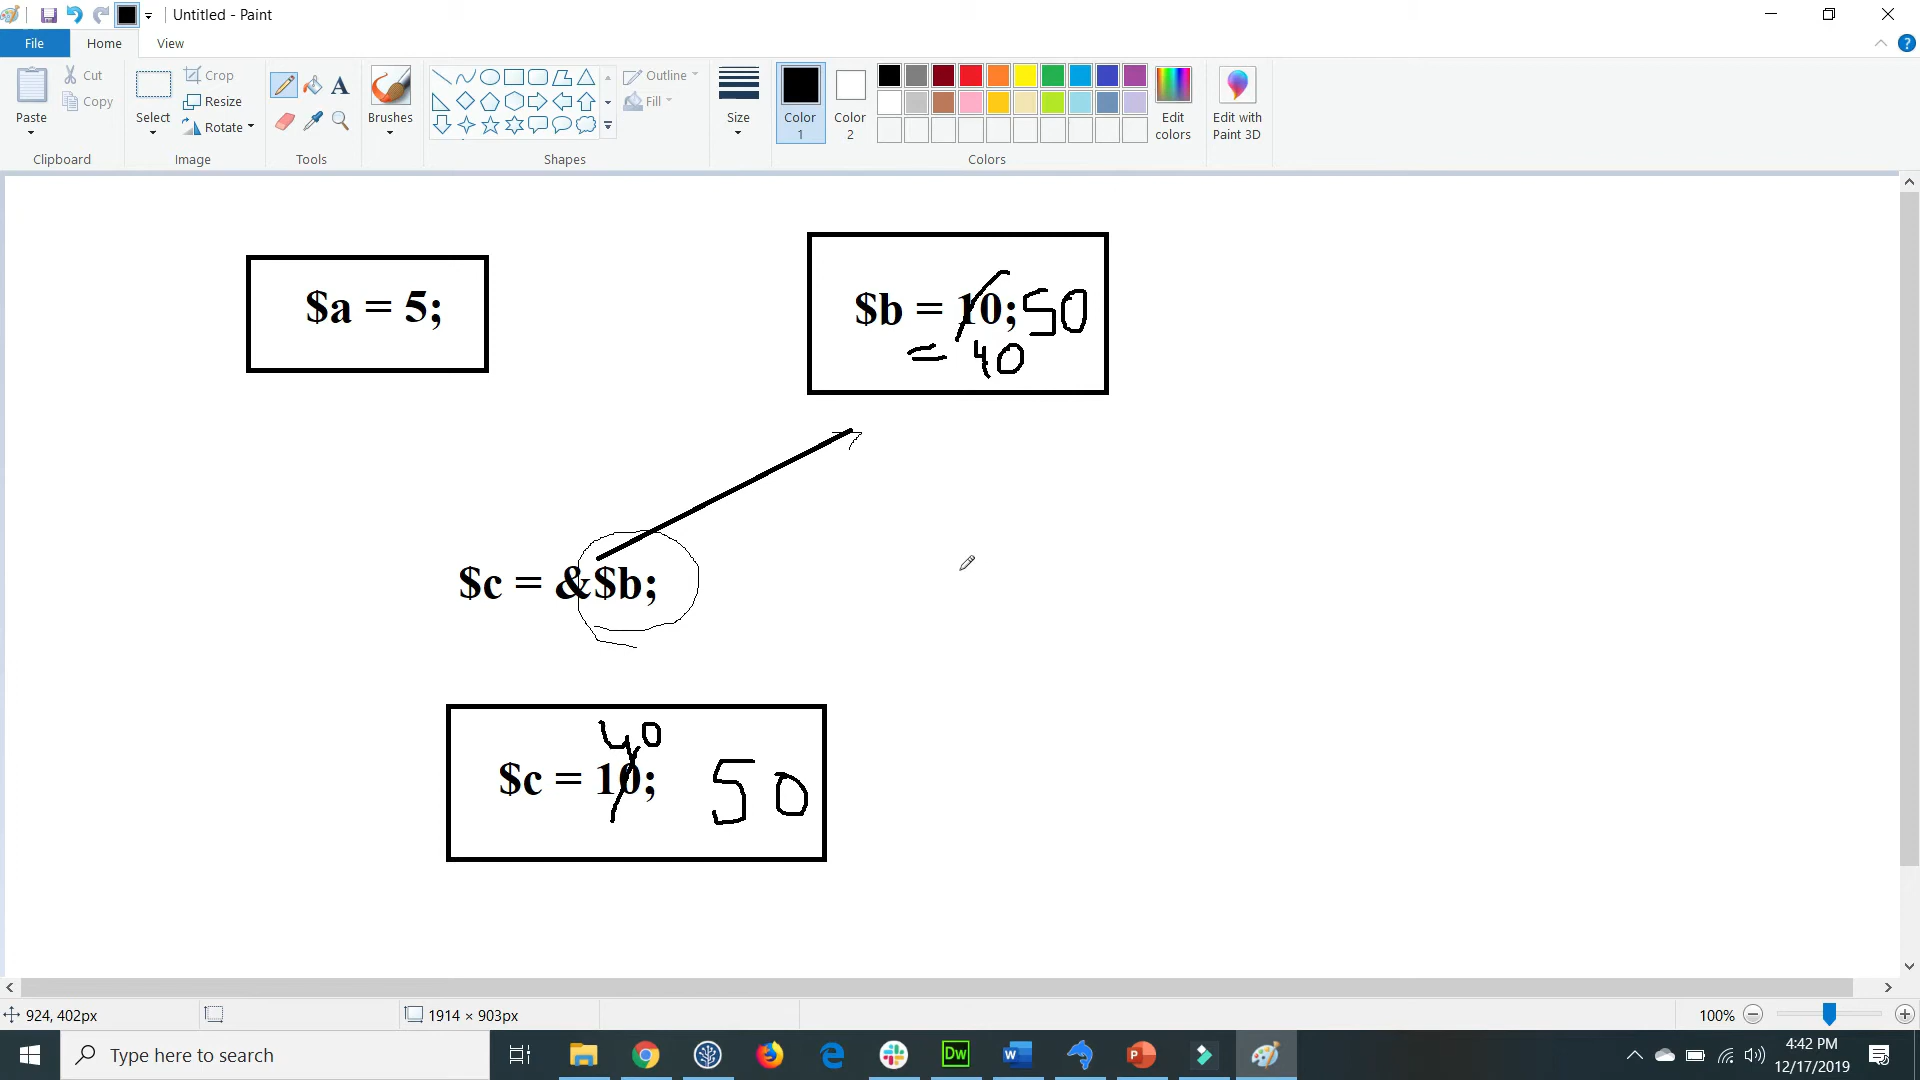 Untitled - Paint
File Home View
Paste
Cut
Copy
Clipboard
Select
Crop
Resize
Rotate
Image
A
Tools
Brushes
Outline
Fill
Shapes
Size
Color 1
Color 2
Edit colors
Colors
Edit with Paint 3D
$a = 5;
$b = 10; 50
= 40
$c = &$b;
40
$c = 10; 50
924, 402px
1914 × 903px
100%
Type here to search
Dw
W
P
4:42 PM
12/17/2019